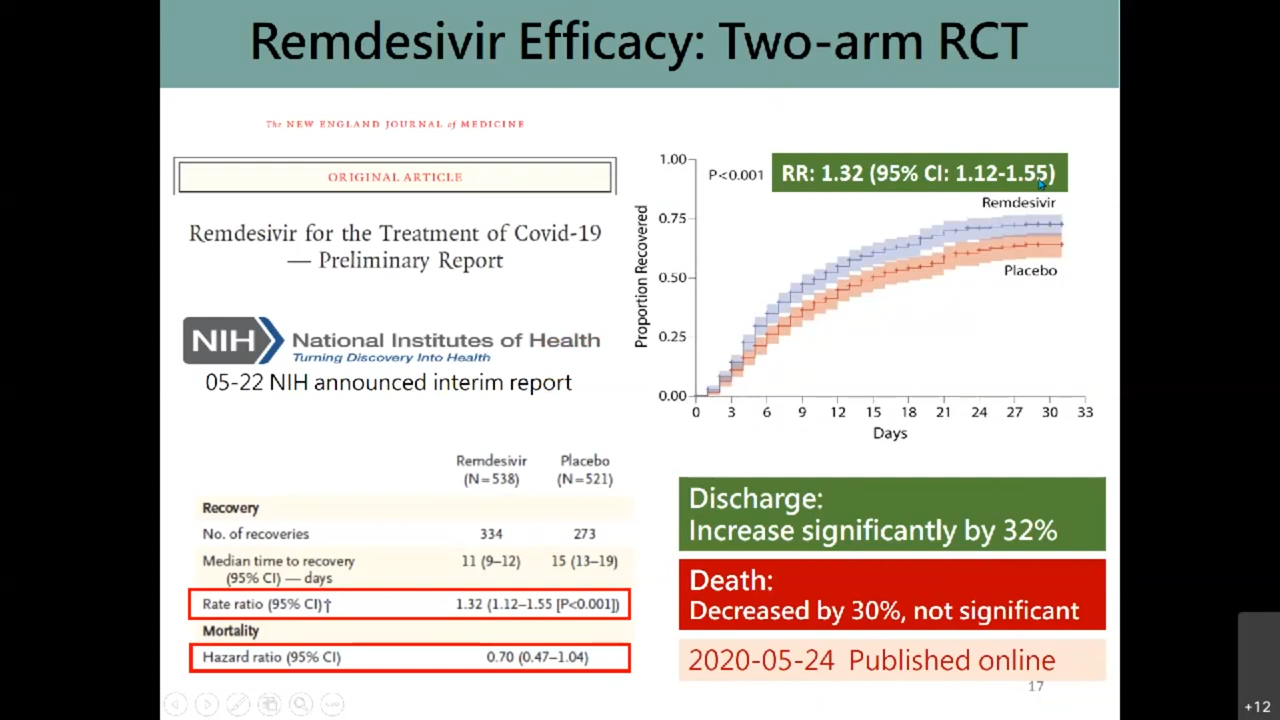 Remdesivir Efficacy: Two-arm RCT
The NEW ENGLAND JOURNAL of MEDICINE
ORIGINAL ARTICLE
Remdesivir for the Treatment of Covid-19
— Preliminary Report
NIH National Institutes of Health
Turning Discovery Into Health
05-22 NIH announced interim report
Remdesivir Placebo
(N=538) (N=521)
Recovery
No. of recoveries 334 273
Median time to recovery 11 (9–12) 15 (13–19)
(95% CI) — days
Rate ratio (95% CI)† 1.32 (1.12–1.55 [P<0.001])
Mortality
Hazard ratio (95% CI) 0.70 (0.47–1.04)
P<0.001 RR: 1.32 (95% CI: 1.12-1.55)
Proportion Recovered
1.00
0.75
0.50
0.25
0.00
Remdesivir
Placebo
0 3 6 9 12 15 18 21 24 27 30 33
Days
Discharge:
Increase significantly by 32%
Death:
Decreased by 30%, not significant
2020-05-24 Published online
17
+12